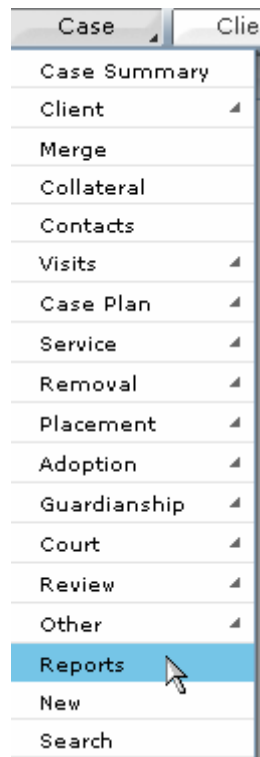 Case Clie
Case Summary
Client
Merge
Collateral
Contacts
Visits
Case Plan
Service
Removal
Placement
Adoption
Guardianship
Court
Review
Other
Reports
New
Search